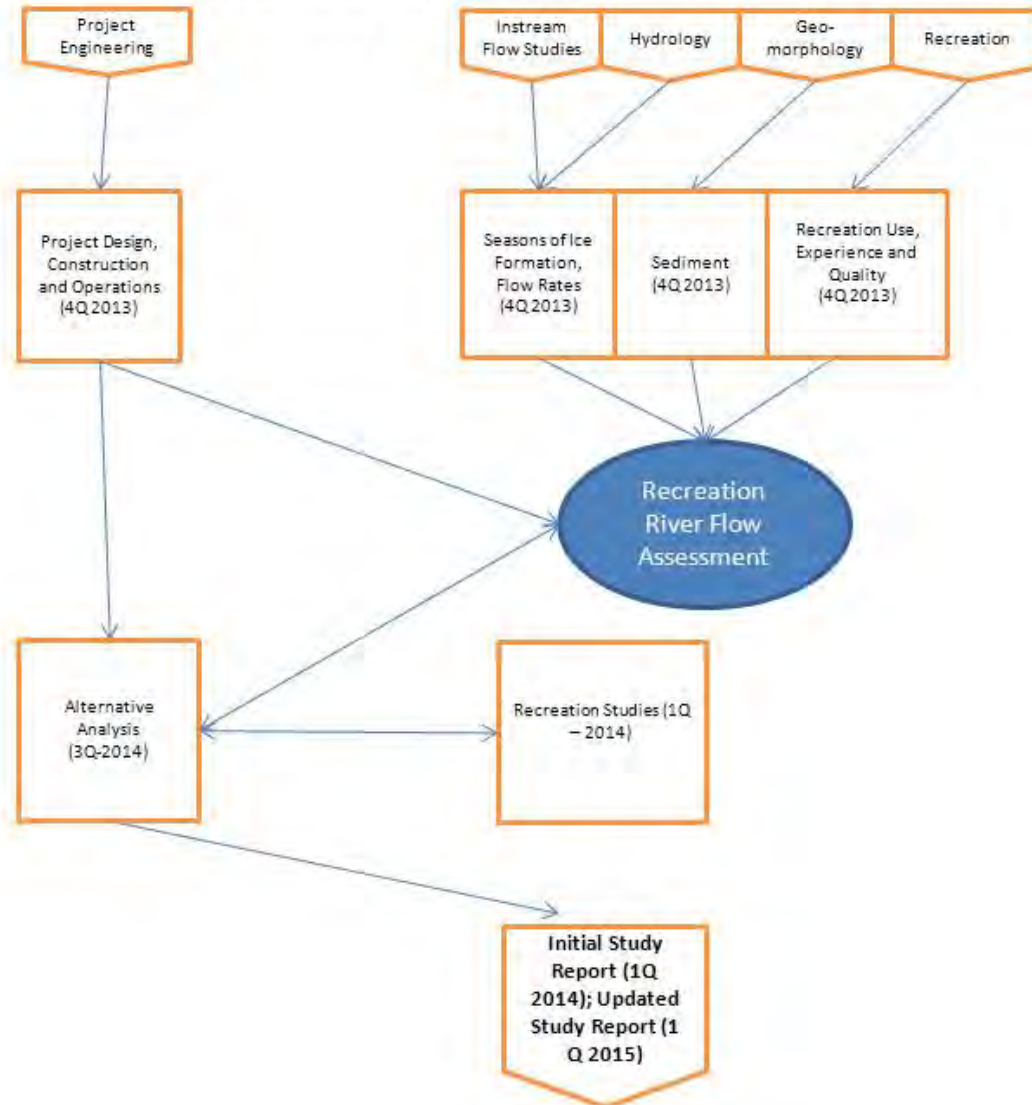 Project
Engineering
Instream
Flow Studies
Hydrology
Geo-
morphology
Recreation
Project Design,
Construction
and Operations
(4Q 2013)
Seasons of Ice
Formation,
Flow Rates
(4Q 2013)
Sediment
(4Q 2013)
Recreation Use,
Experience and
Quality
(4Q 2013)
Recreation
River Flow
Assessment
Alternative
Analysis
(3Q-2014)
Recreation Studies (1Q
– 2014)
Initial Study
Report (1Q
2014); Updated
Study Report (1
Q 2015)